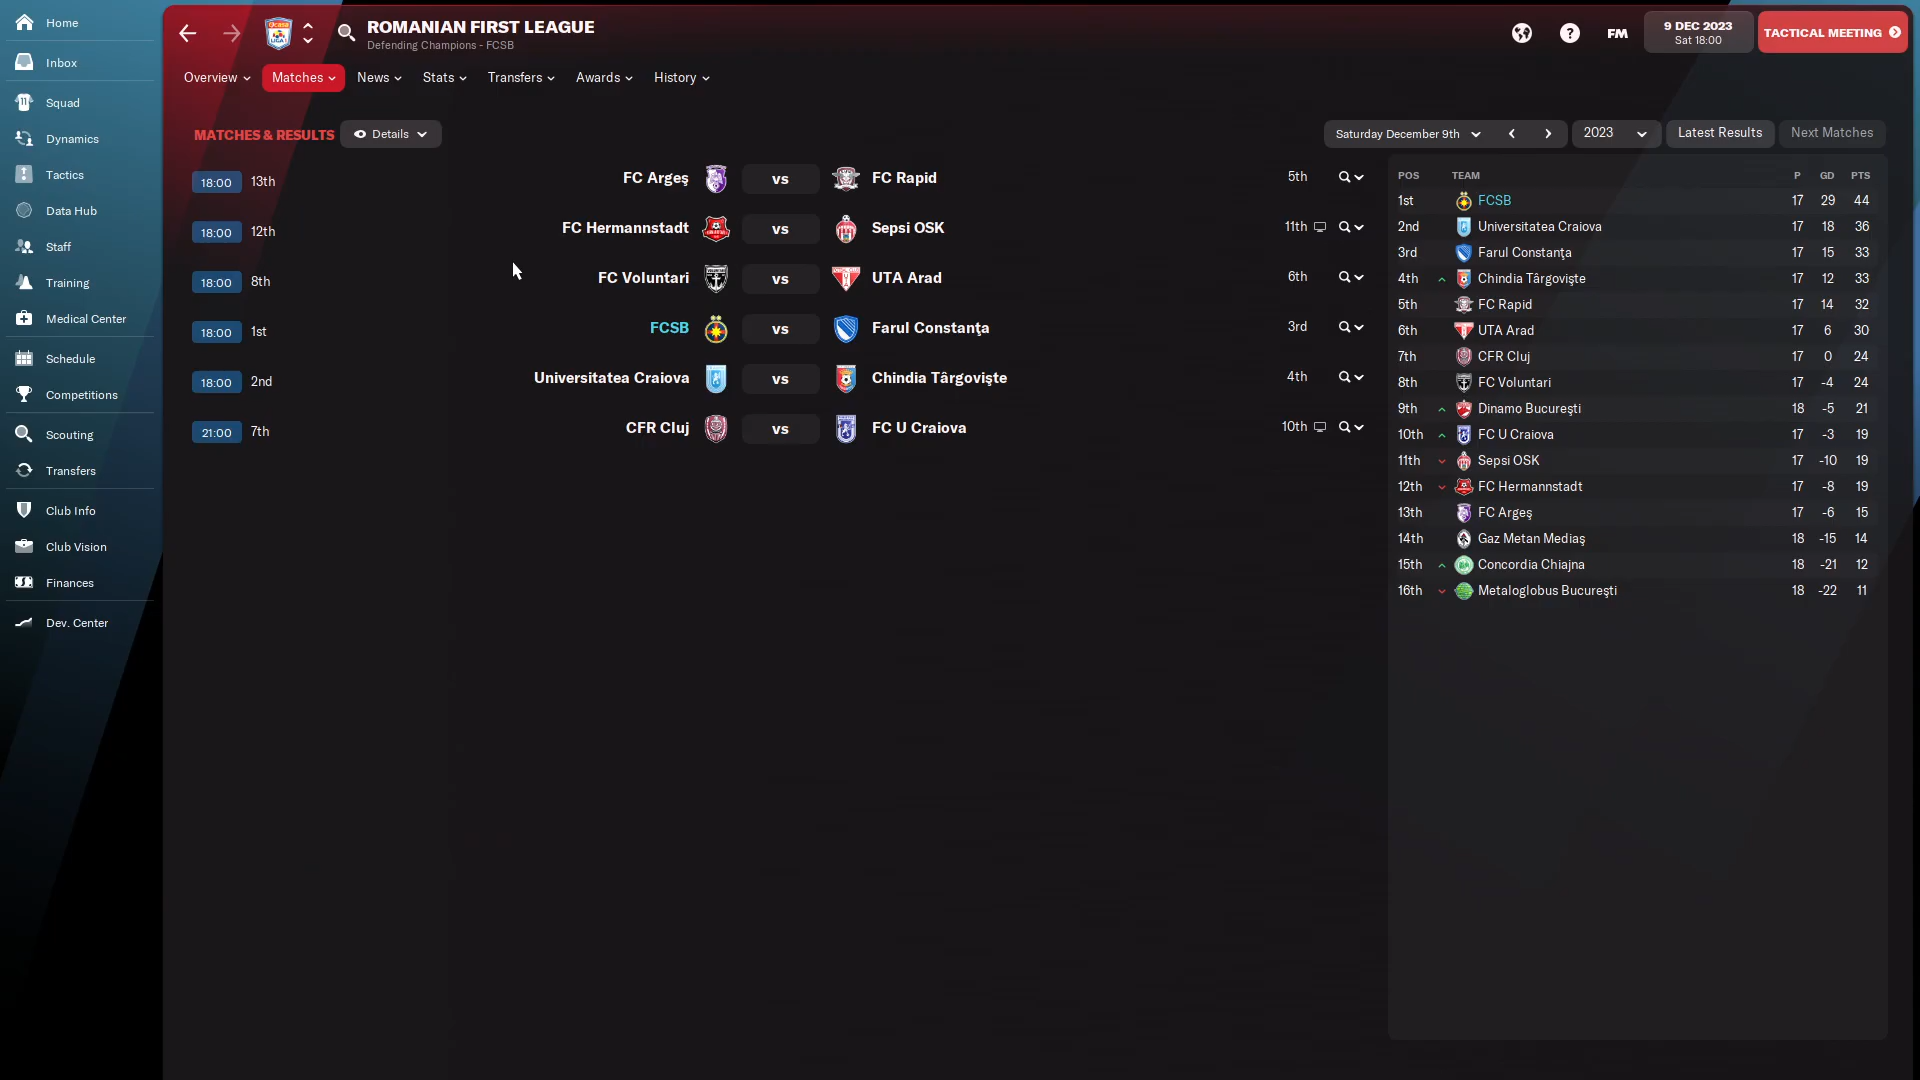 Home
Inbox
Squad
Dynamics
Tactics
Data Hub
Staff
Training
Medical Center
Schedule
Competitions
Scouting
Transfers
Club Info
Club Vision
Finances
Dev. Center
ROMANIAN FIRST LEAGUE
Defending Champions - FCSB
FM
9 DEC 2023
Sat 18:00
TACTICAL MEETING
Overview Matches News Stats Transfers Awards History
MATCHES & RESULTS Details
Saturday December 9th 2023 Latest Results Next Matches
18:00 13th FC Argeş vs FC Rapid 5th
18:00 12th FC Hermannstadt vs Sepsi OSK 11th
18:00 8th FC Voluntari vs UTA Arad 6th
18:00 1st FCSB vs Farul Constanţa 3rd
18:00 2nd Universitatea Craiova vs Chindia Târgovişte 4th
21:00 7th CFR Cluj vs FC U Craiova 10th
POS TEAM P GD PTS
1st FCSB 17 29 44
2nd Universitatea Craiova 17 18 36
3rd Farul Constanţa 17 15 33
4th Chindia Târgovişte 17 12 33
5th FC Rapid 17 14 32
6th UTA Arad 17 6 30
7th CFR Cluj 17 0 24
8th FC Voluntari 17 -4 24
9th Dinamo Bucureşti 18 -5 21
10th FC U Craiova 17 -3 19
11th Sepsi OSK 17 -10 19
12th FC Hermannstadt 17 -8 19
13th FC Argeş 17 -6 15
14th Gaz Metan Mediaş 18 -15 14
15th Concordia Chiajna 18 -21 12
16th Metaloglobus Bucureşti 18 -22 11